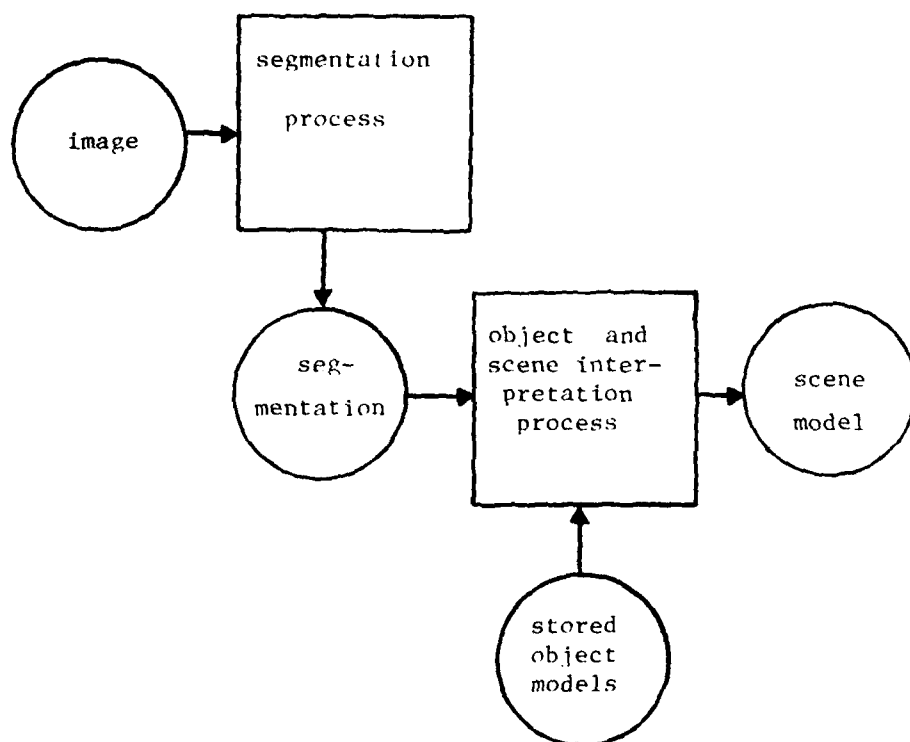 image
segmentation
process
seg-
mentation
object and
scene inter-
pretation
process
scene
model
stored
object
models